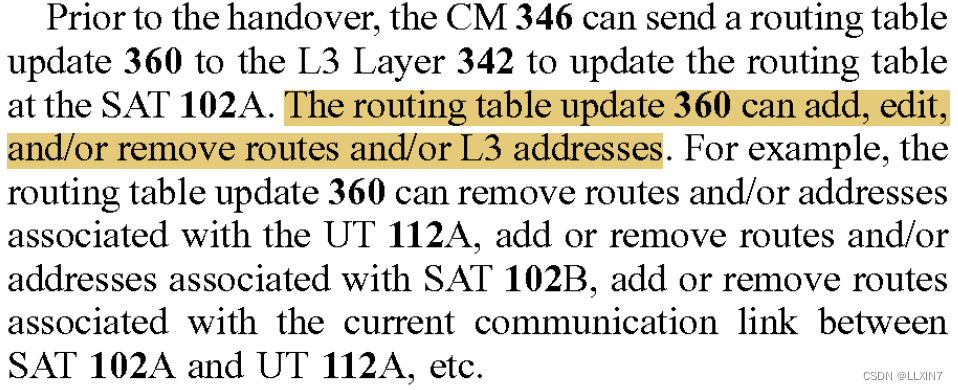 Prior to the handover, the CM 346 can send a routing table
update 360 to the L3 Layer 342 to update the routing table
at the SAT 102A. The routing table update 360 can add, edit,
and/or remove routes and/or L3 addresses. For example, the
routing table update 360 can remove routes and/or addresses
associated with the UT 112A, add or remove routes and/or
addresses associated with SAT 102B, add or remove routes
associated with the current communication link between
SAT 102A and UT 112A, etc.
CSDN @LLXIN7